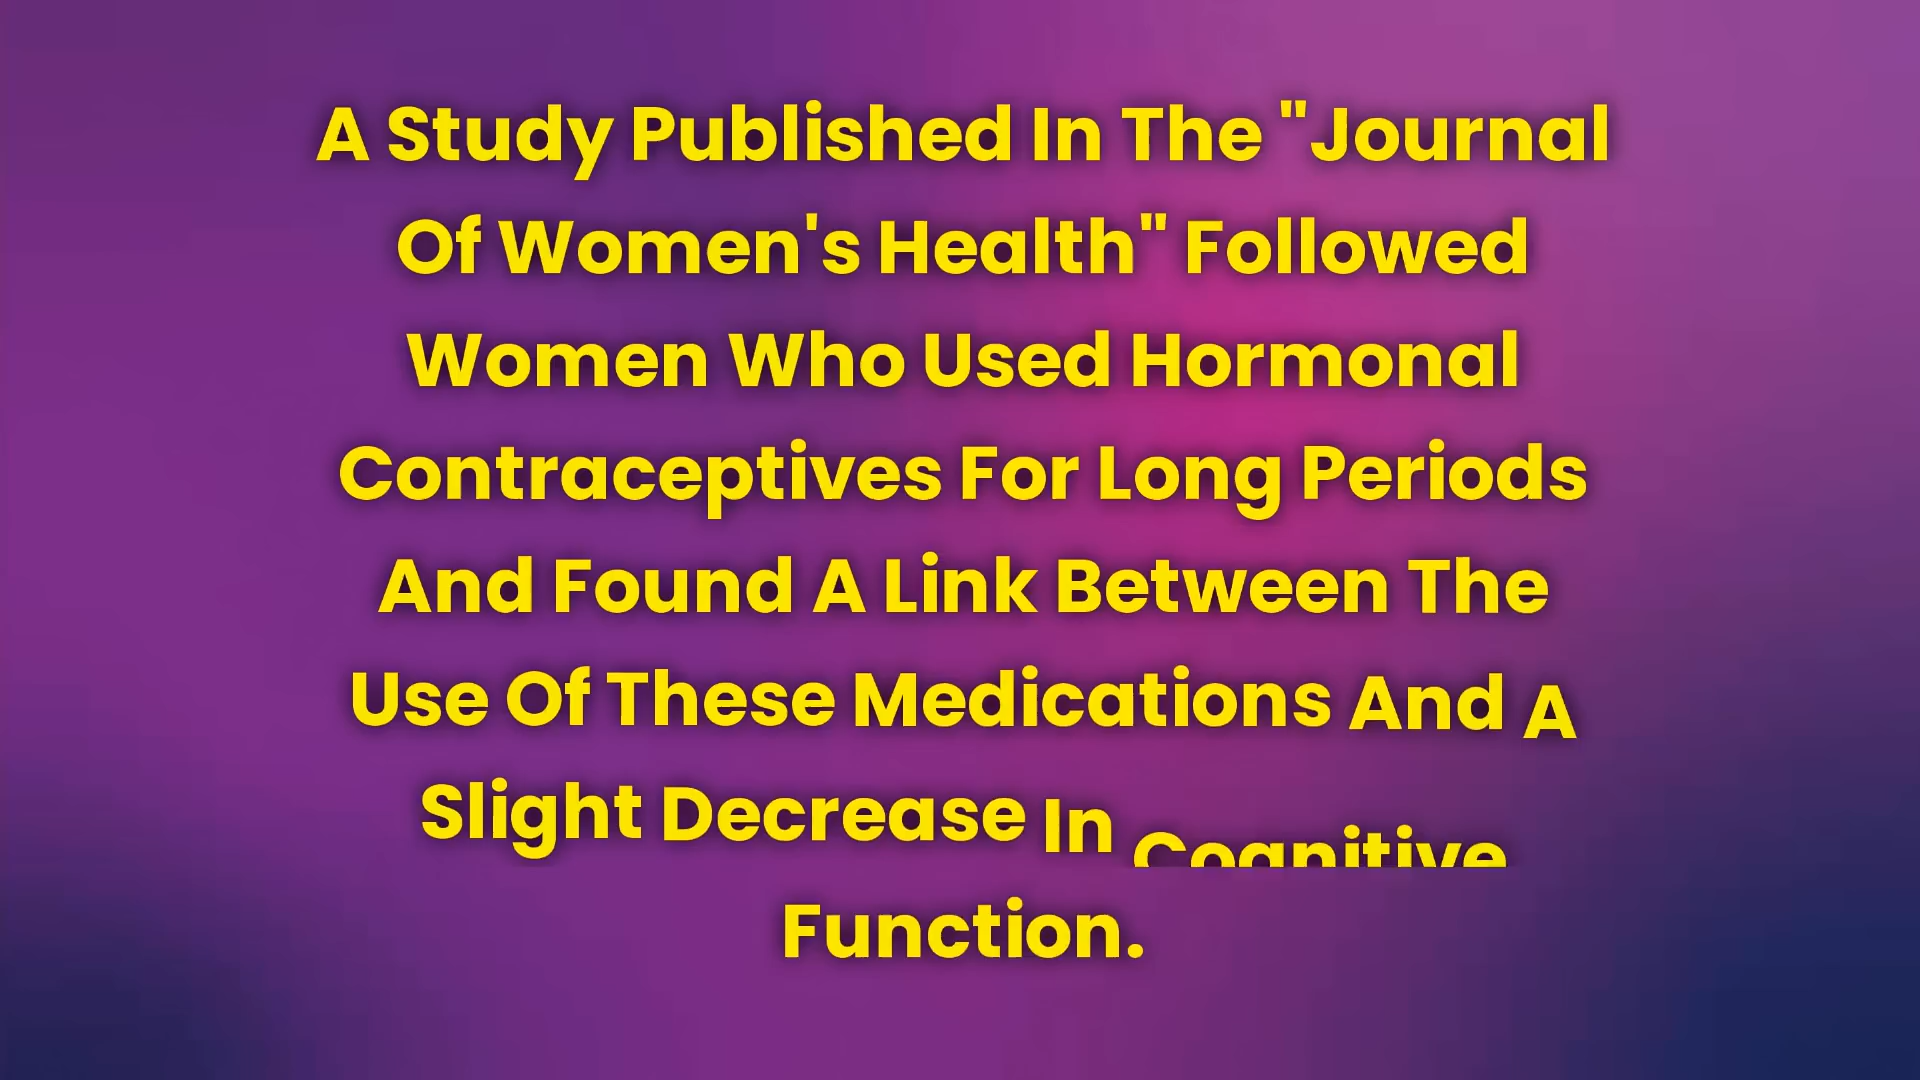 A Study Published In The "Journal
Of Women's Health" Followed
Women Who Used Hormonal
Contraceptives For Long Periods
And Found A Link Between The
Use Of These Medications And A
Slight Decrease In Cognitive
Function.